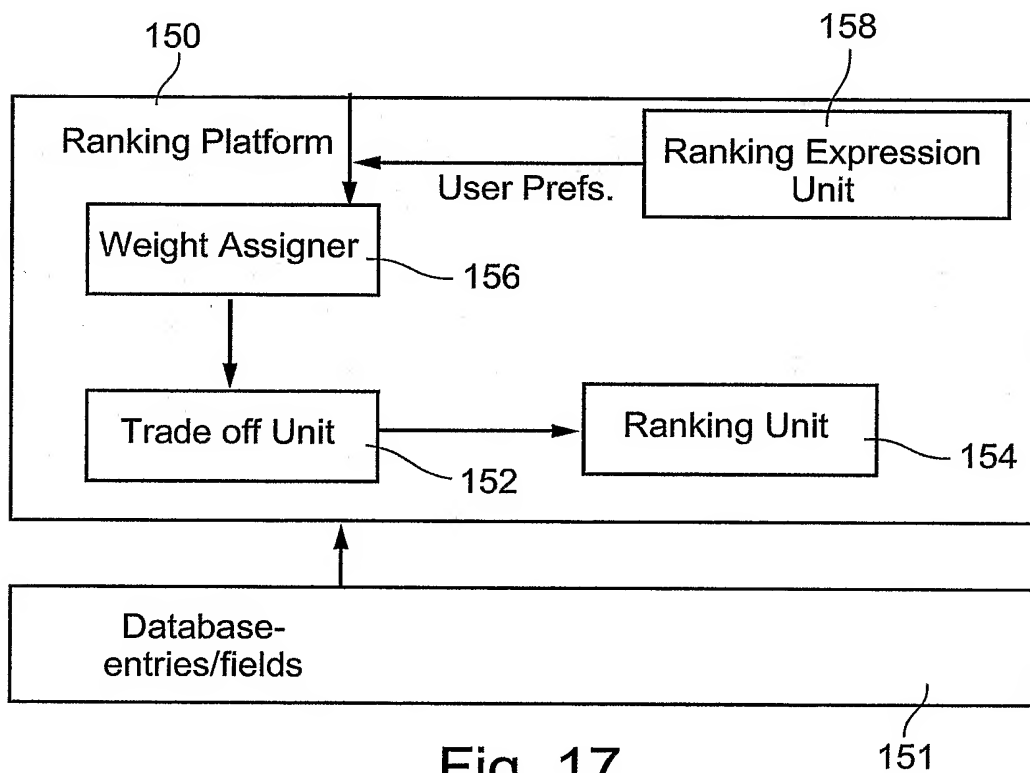 150
158
Ranking Platform
Ranking Expression
Unit
User Prefs.
Weight Assigner
156
Trade off Unit
152
Ranking Unit
154
Database-
entries/fields
151
Fig. 17